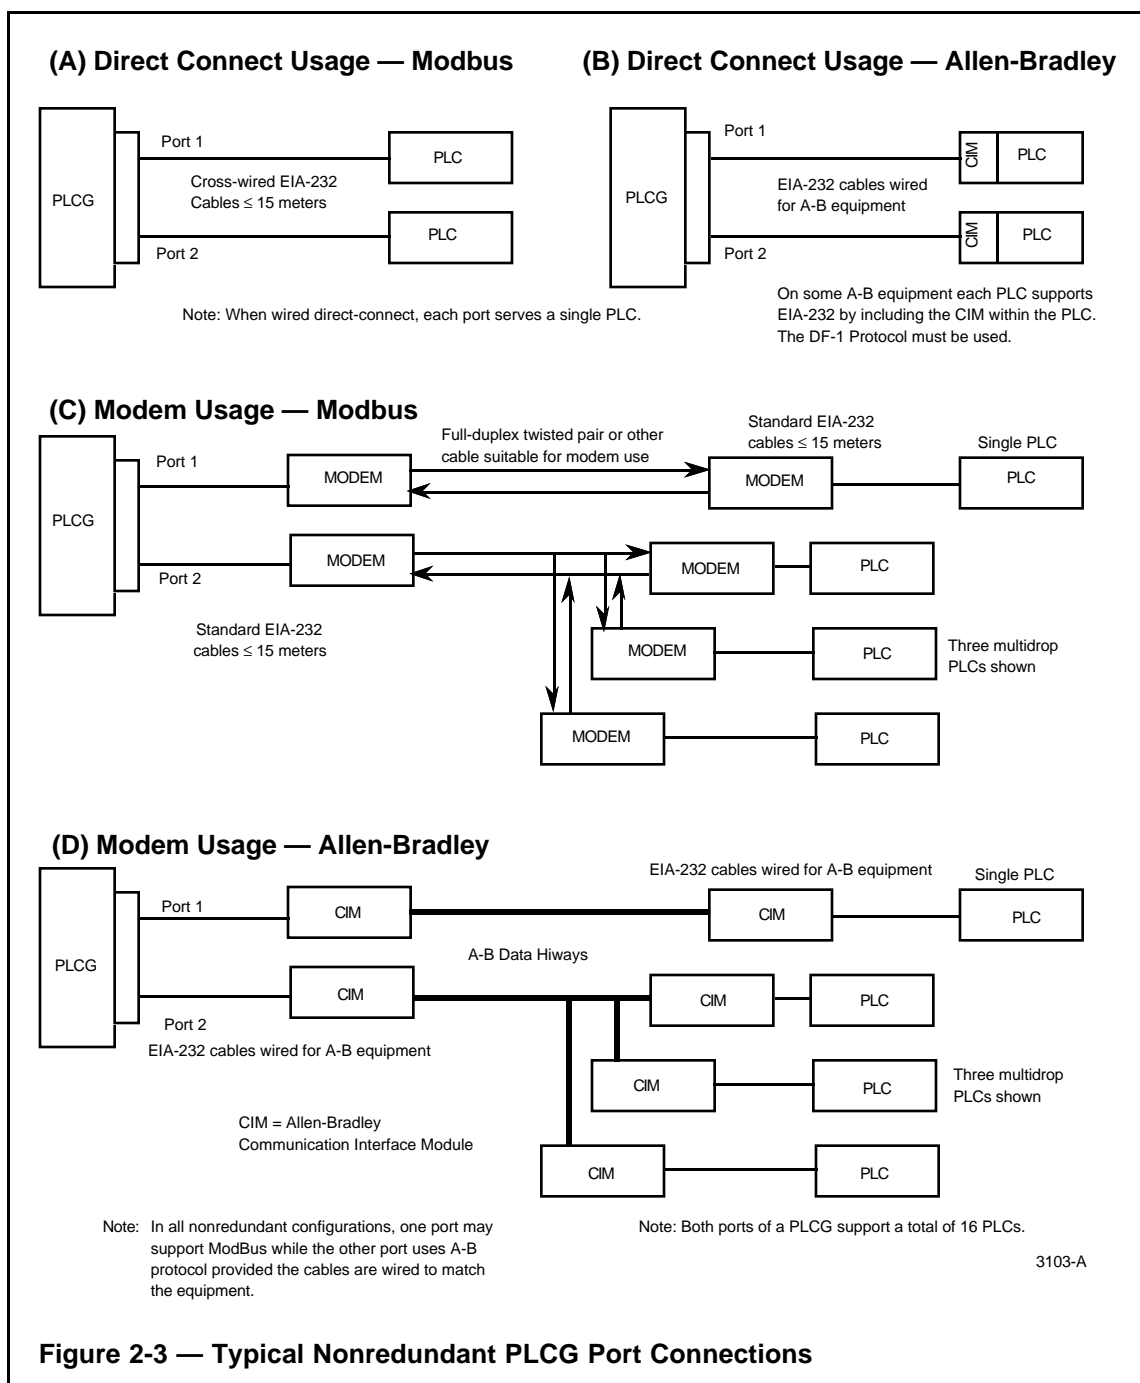 (A) Direct Connect Usage — Modbus
PLCG
Port 1
PLC
Cross-wired EIA-232
Cables ≤ 15 meters
PLC
Port 2
Note: When wired direct-connect, each port serves a single PLC.
(B) Direct Connect Usage — Allen-Bradley
PLCG
Port 1
CIM
PLC
EIA-232 cables wired
for A-B equipment
CIM
PLC
Port 2
On some A-B equipment each PLC supports
EIA-232 by including the CIM within the PLC.
The DF-1 Protocol must be used.
(C) Modem Usage — Modbus
PLCG
Port 1
MODEM
Full-duplex twisted pair or other
cable suitable for modem use
Standard EIA-232
cables ≤ 15 meters
MODEM
Single PLC
PLC
Port 2
MODEM
MODEM
PLC
Standard EIA-232
cables ≤ 15 meters
MODEM
PLC
Three multidrop
PLCs shown
MODEM
PLC
(D) Modem Usage — Allen-Bradley
PLCG
Port 1
CIM
EIA-232 cables wired for A-B equipment
CIM
Single PLC
PLC
A-B Data Hiways
CIM
CIM
PLC
Port 2
EIA-232 cables wired for A-B equipment
CIM
PLC
Three multidrop
PLCs shown
CIM = Allen-Bradley
Communication Interface Module
CIM
PLC
Note: In all nonredundant configurations, one port may
support ModBus while the other port uses A-B
protocol provided the cables are wired to match
the equipment.
Note: Both ports of a PLCG support a total of 16 PLCs.
3103-A
Figure 2-3 — Typical Nonredundant PLCG Port Connections